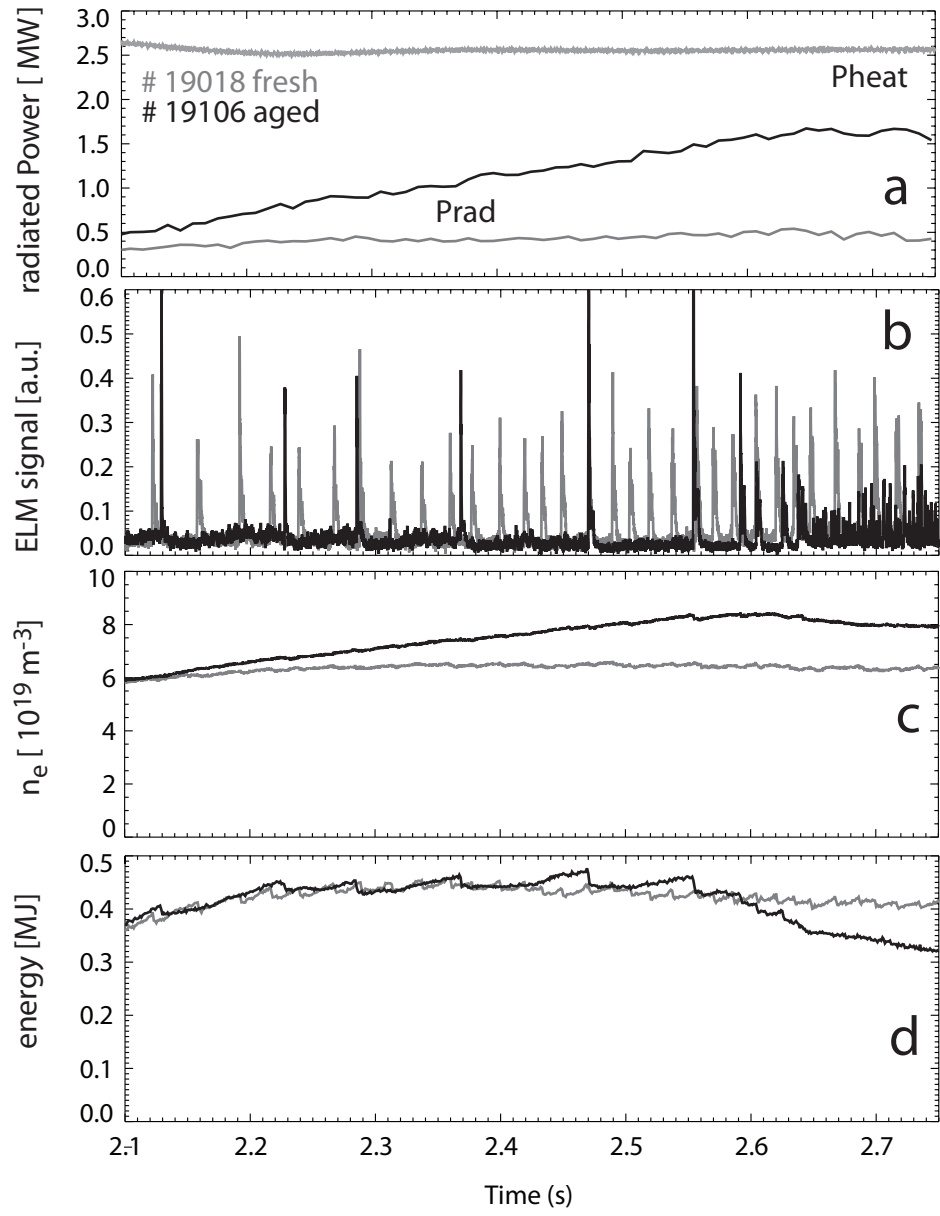 radiated Power [ MW]
3.0
2.5
2.0
1.5
1.0
0.5
0.0
# 19018 fresh
# 19106 aged
Pheat
Prad
a
ELM signal [a.u.]
0.6
0.5
0.4
0.3
0.2
0.1
0.0
b
nₑ [ 10¹⁹ m⁻³]
10
8
6
4
2
0
c
energy [MJ]
0.5
0.4
0.3
0.2
0.1
0.0
d
2.1 2.2 2.3 2.4 2.5 2.6 2.7
Time (s)